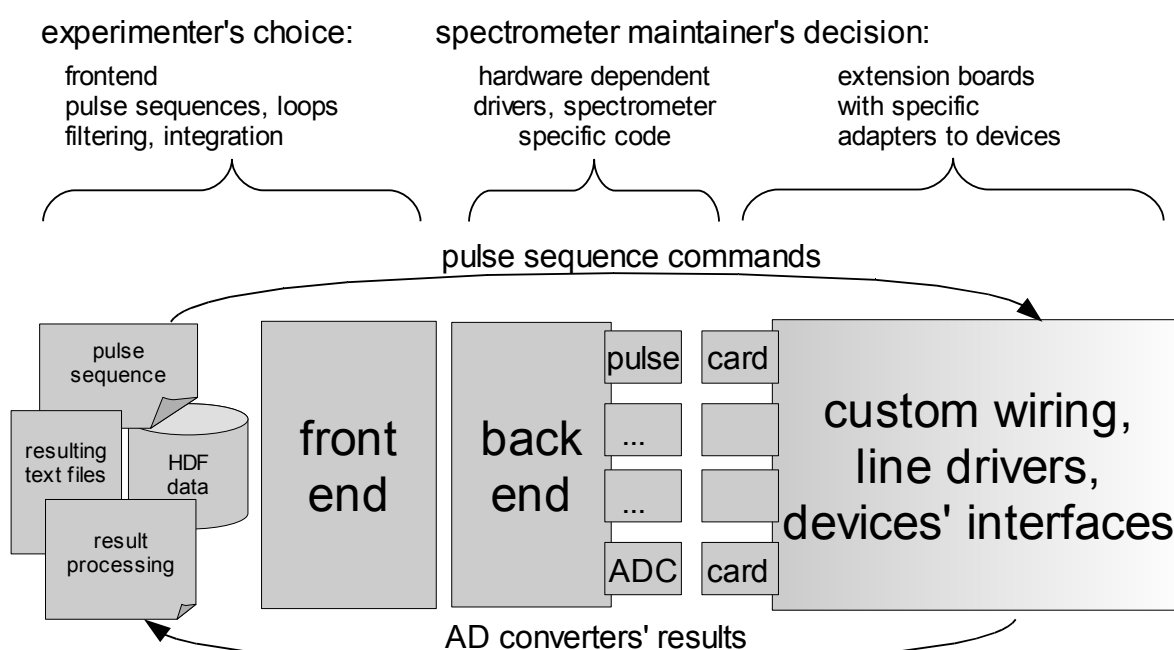 experimenter's choice:
frontend
pulse sequences, loops
filtering, integration
spectrometer maintainer's decision:
hardware dependent
drivers, spectrometer
specific code
extension boards
with specific
adapters to devices
pulse sequence commands
pulse
sequence
resulting
text files
HDF
data
result
processing
front
end
back
end
pulse
...
...
ADC
card
card
custom wiring,
line drivers,
devices' interfaces
AD converters' results